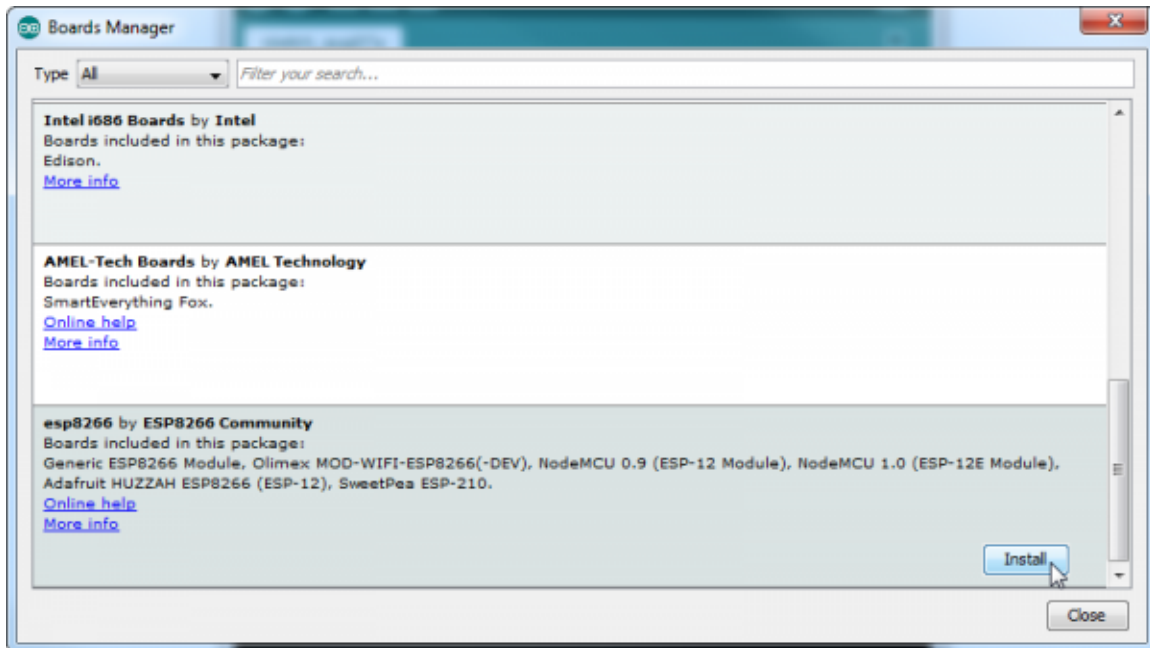 Boards Manager
Type All Filter your search...
Intel i686 Boards by Intel
Boards included in this package:
Edison.
More info
AMEL-Tech Boards by AMEL Technology
Boards included in this package:
SmartEverything Fox.
Online help
More info
esp8266 by ESP8266 Community
Boards included in this package:
Generic ESP8266 Module, Olimex MOD-WIFI-ESP8266(-DEV), NodeMCU 0.9 (ESP-12 Module), NodeMCU 1.0 (ESP-12E Module),
Adafruit HUZZAH ESP8266 (ESP-12), SweetPea ESP-210.
Online help
More info
Install
Close